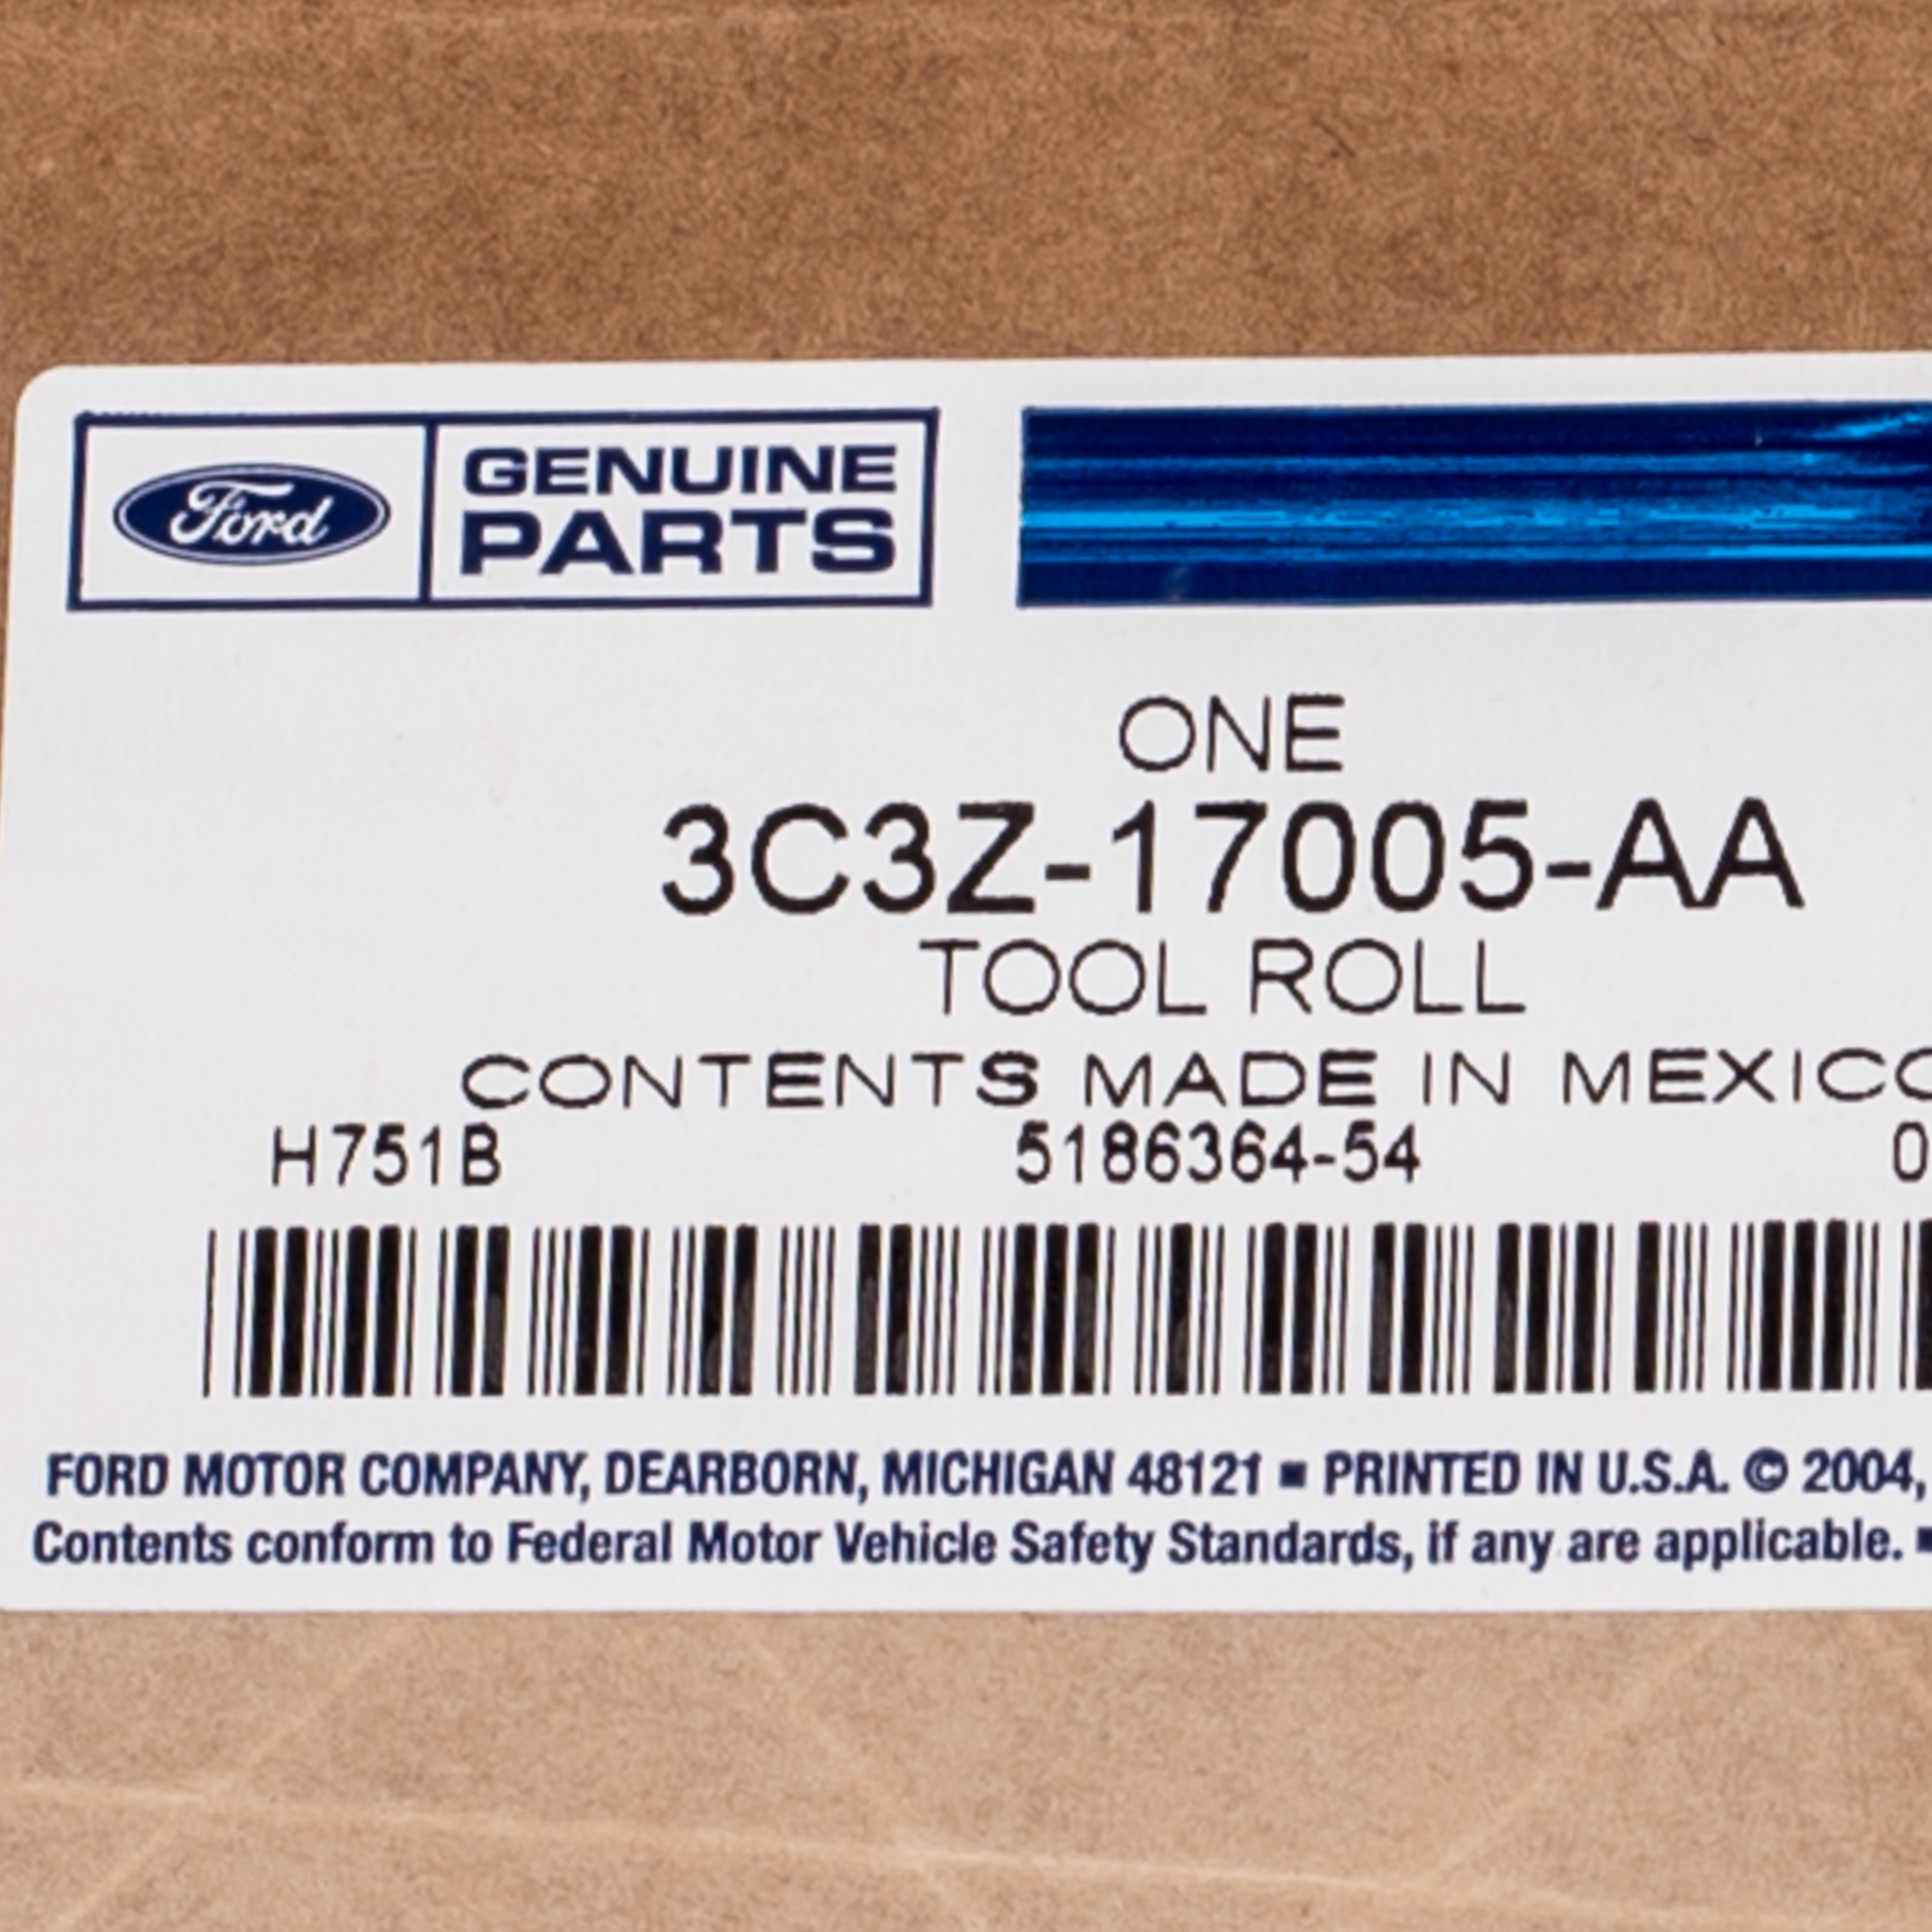 Ford GENUINE PARTS
ONE
3C3Z-17005-AA
TOOL ROLL
CONTENTS MADE IN MEXICO
H751B 5186364-54 0
FORD MOTOR COMPANY, DEARBORN, MICHIGAN 48121 ■ PRINTED IN U.S.A. © 2004,
Contents conform to Federal Motor Vehicle Safety Standards, if any are applicable. ■